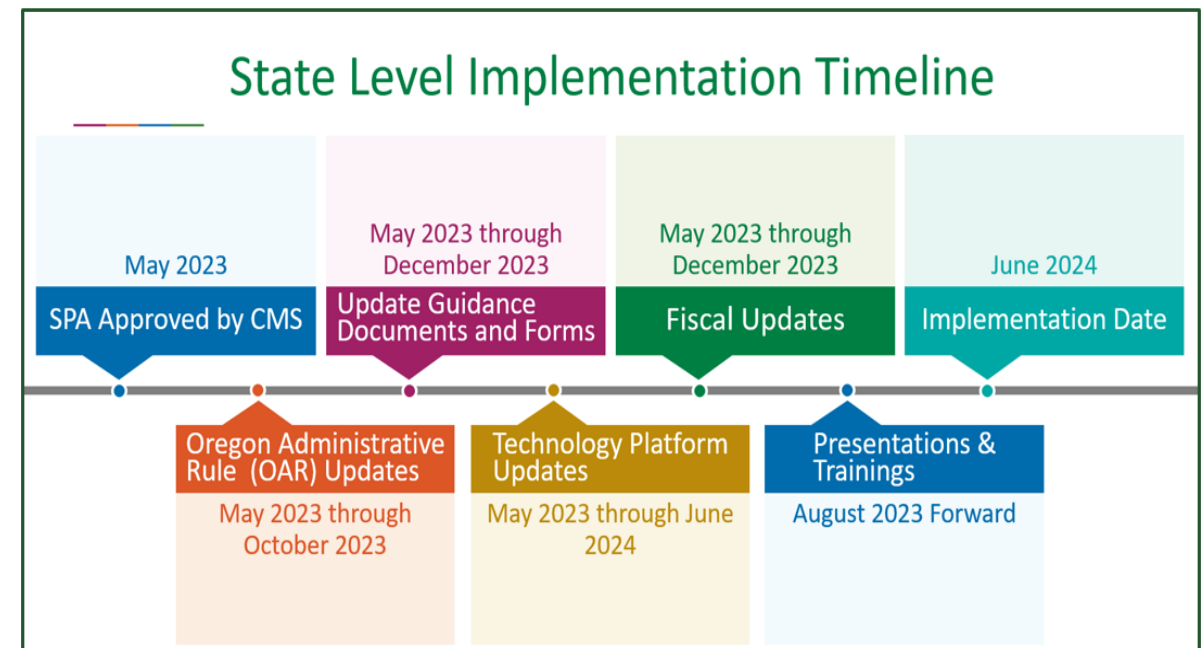 State Level Implementation Timeline
May 2023
SPA Approved by CMS
Oregon Administrative
Rule (OAR) Updates
May 2023 through
October 2023
May 2023 through
December 2023
Update Guidance
Documents and Forms
Technology Platform
Updates
May 2023 through June
2024
May 2023 through
December 2023
Fiscal Updates
Presentations &
Trainings
August 2023 Forward
June 2024
Implementation Date